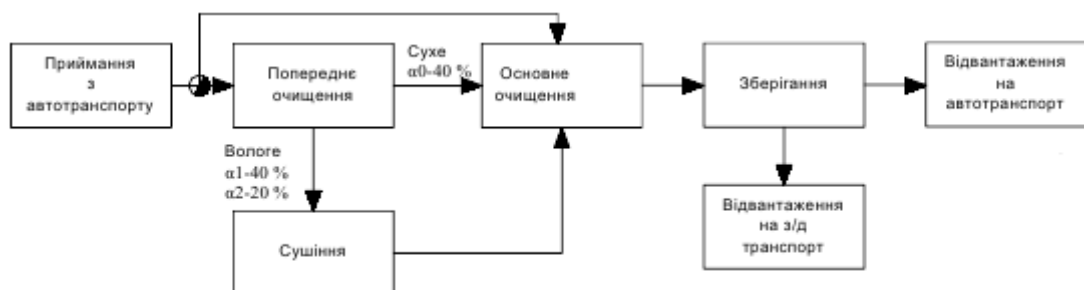 Приймання
з
автотранспорту
Попереднє
очищення
Сухе
α0-40 %
Основне
очищення
Зберігання
Відвантаження
на
автотранспорт
Вологе
α1-40 %
α2-20 %
Сушіння
Відвантаження
на з/д
транспорт